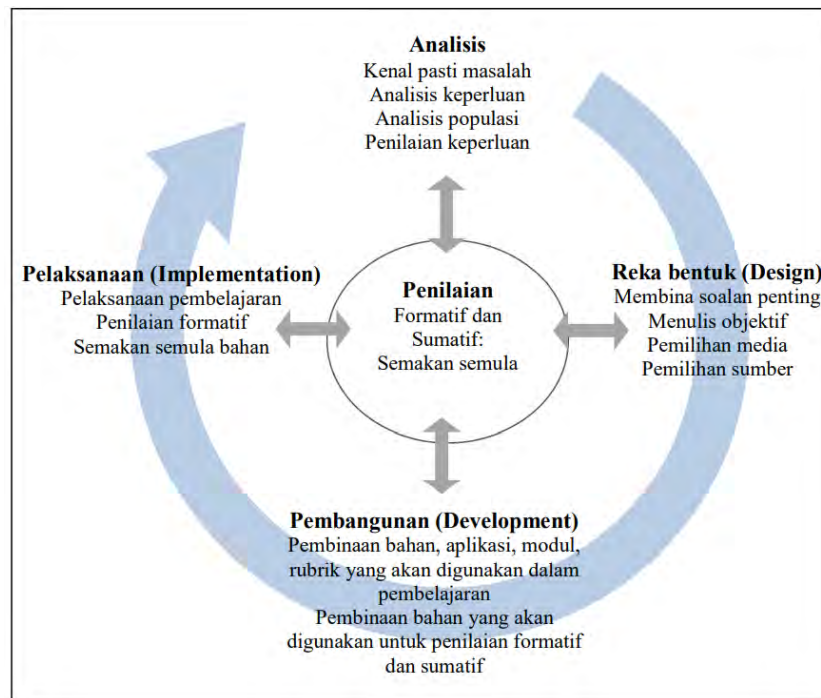 Analisis
Kenal pasti masalah
Analisis keperluan
Analisis populasi
Penilaian keperluan
Pelaksanaan (Implementation)
Pelaksanaan pembelajaran
Penilaian formatif
Semakan semula bahan
Penilaian
Formatif dan
Sumatif:
Semakan semula
Reka bentuk (Design)
Membina soalan penting
Menulis objektif
Pemilihan media
Pemilihan sumber
Pembangunan (Development)
Pembinaan bahan, aplikasi, modul,
rubrik yang akan digunakan dalam
pembelajaran
Pembinaan bahan yang akan
digunakan untuk penilaian formatif
dan sumatif